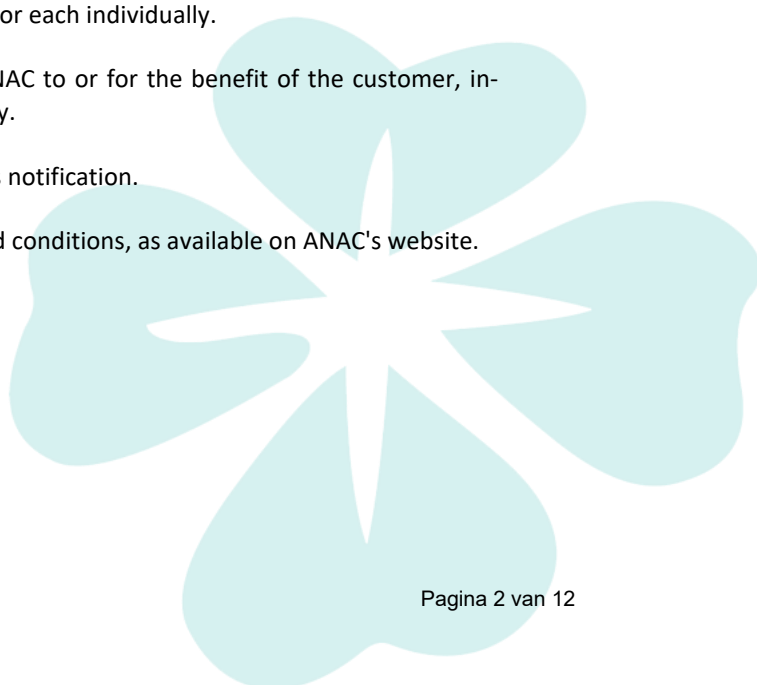 or each individually.
NAC to or for the benefit of the customer, in-
y.
notification.
d conditions, as available on ANAC's website.
Pagina 2 van 12